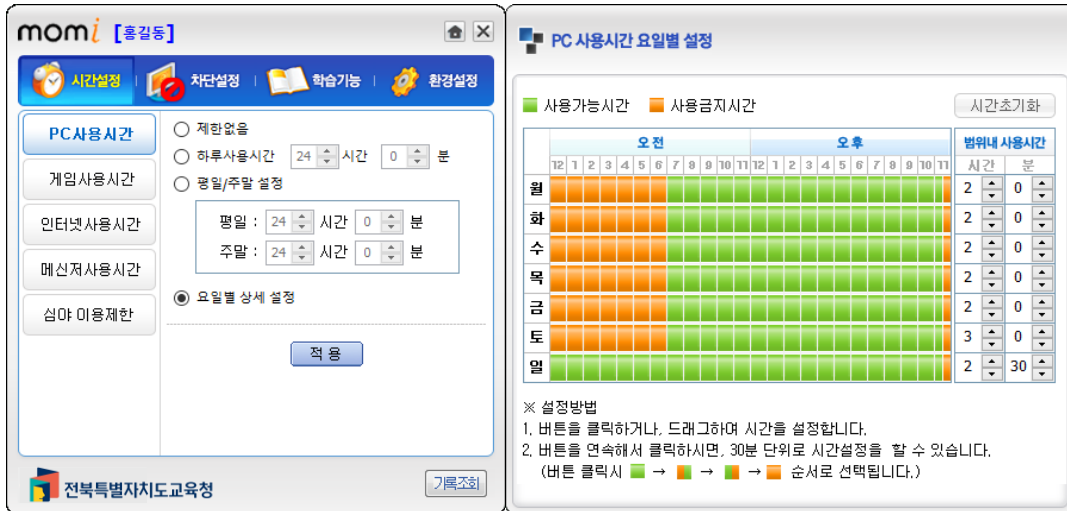 momi [홍길동]
시간설정 차단설정 학습기능 환경설정
PC사용시간
게임사용시간
인터넷사용시간
메신저사용시간
심야 이용제한
제한없음
하루사용시간 24 시간 0 분
평일/주말 설정
평일 : 24 시간 0 분
주말 : 24 시간 0 분
요일별 상세 설정
적 용
전북특별자치도교육청
기록조회
PC 사용시간 요일별 설정
사용가능시간 사용금지시간 시간초기화
오 전 오 후 범위내 사용시간
12 1 2 3 4 5 6 7 8 9 10 11 12 1 2 3 4 5 6 7 8 9 10 11 시간 분
월 2 0
화 2 0
수 2 0
목 2 0
금 2 0
토 3 0
일 2 30
※ 설정방법
1. 버튼을 클릭하거나, 드래그하며 시간을 설정합니다.
2. 버튼을 연속해서 클릭하시면, 30분 단위로 시간설정을 할 수 있습니다.
(버튼 클릭시 → → → 순서로 선택됩니다.)